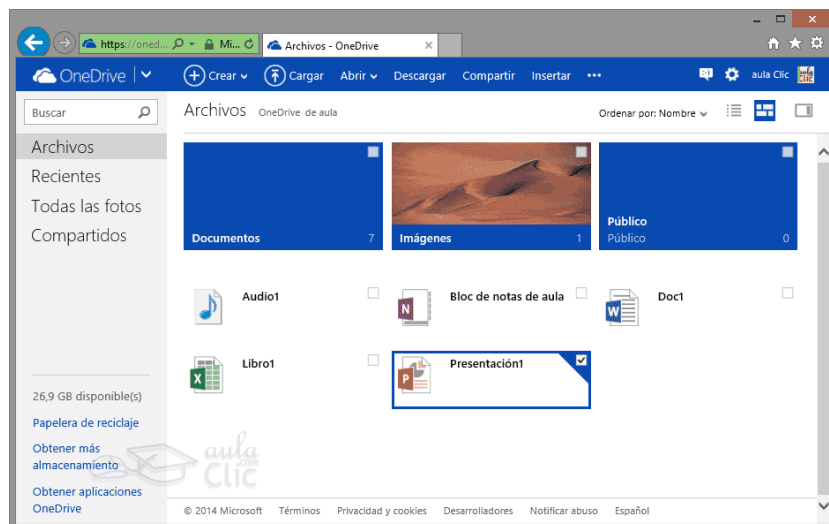 https://oned...
Mi...
Archivos - OneDrive
OneDrive
Crear
Cargar
Abrir
Descargar
Compartir
Insertar
aula Clic
Buscar
Archivos
OneDrive de aula
Ordenar por: Nombre
Archivos
Recientes
Todas las fotos
Compartidos
Documentos 7
Imágenes 1
Público
Público 0
Audio1
Bloc de notas de aula
Doc1
Libro1
Presentación1
26,9 GB disponible(s)
Papelera de reciclaje
Obtener más
almacenamiento
Obtener aplicaciones
OneDrive
aula
.com
Clic
© 2014 Microsoft Términos Privacidad y cookies Desarrolladores Notificar abuso Español